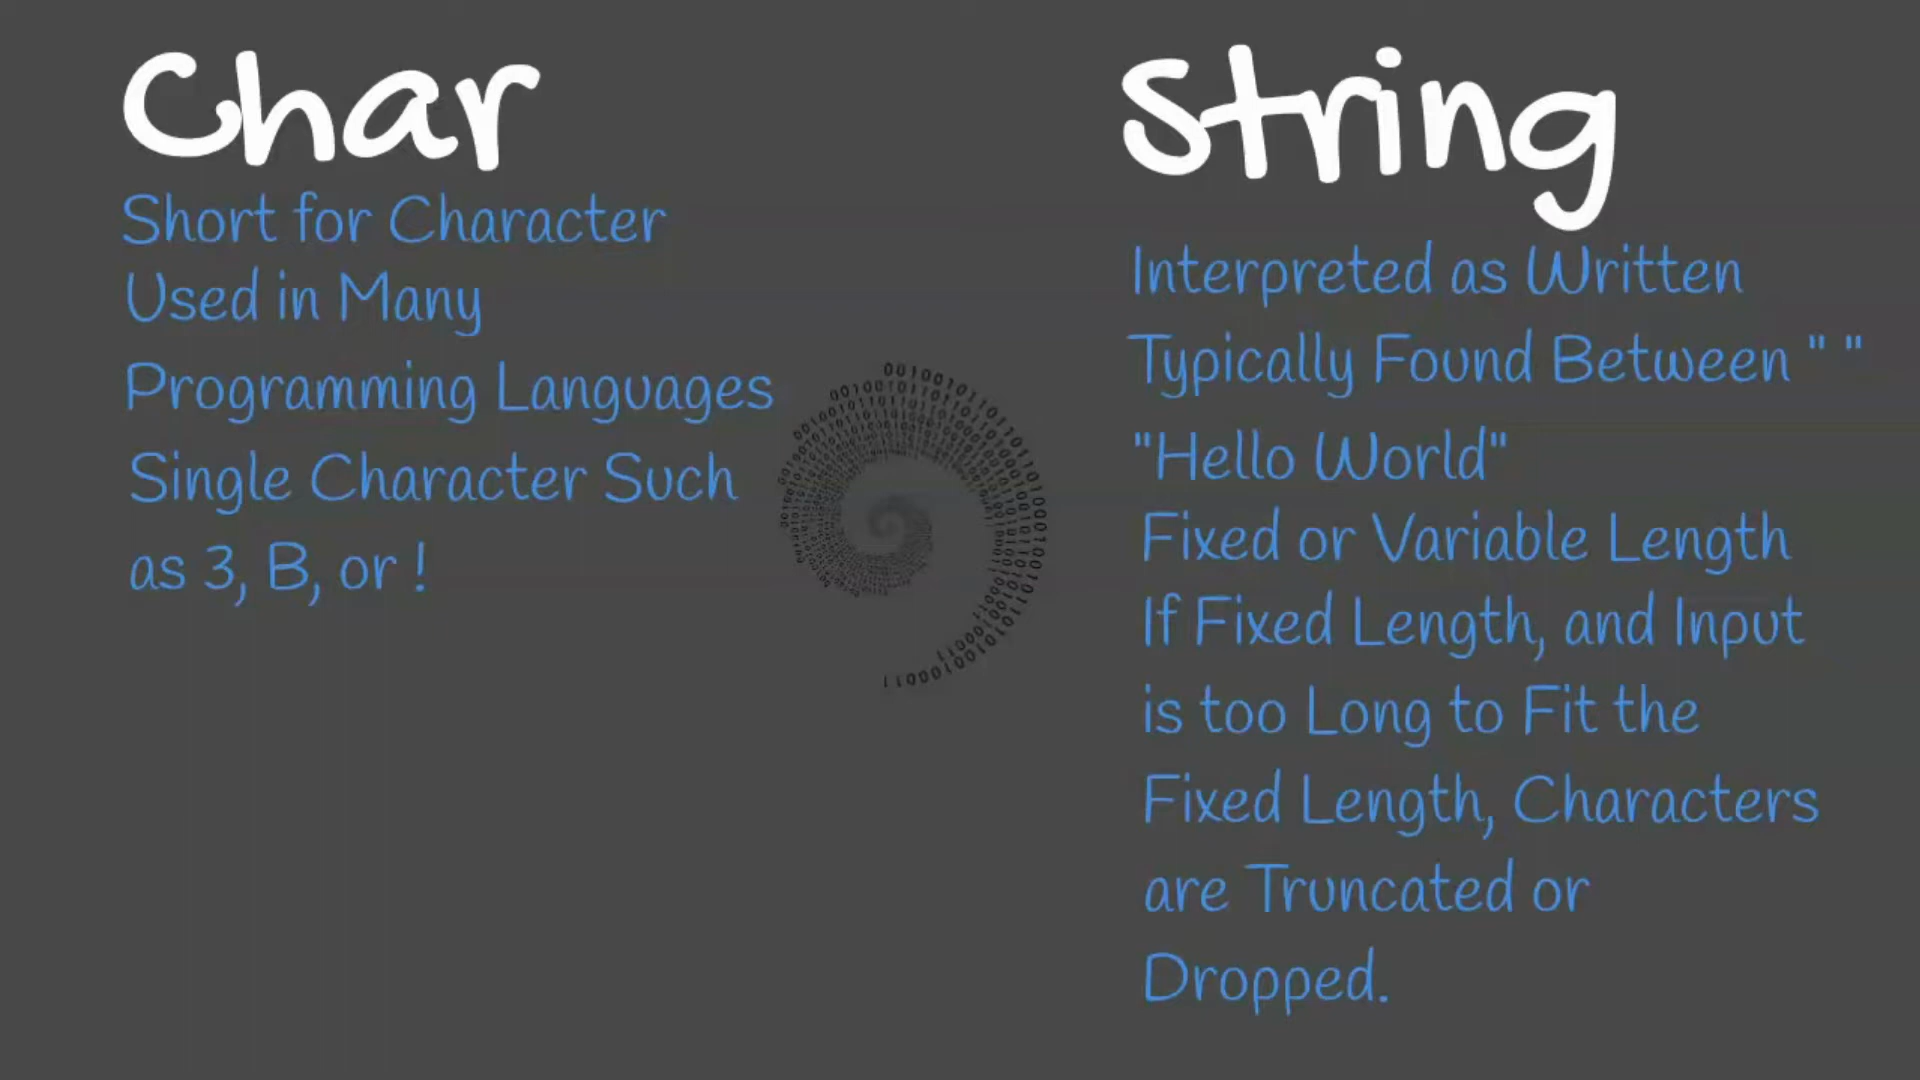 Char
Short for Character
Used in Many
Programming Languages
Single Character Such
as 3, B, or !
String
Interpreted as Written
Typically Found Between " "
"Hello World"
Fixed or Variable Length
If Fixed Length, and Input
is too Long to Fit the
Fixed Length, Characters
are Truncated or
Dropped.